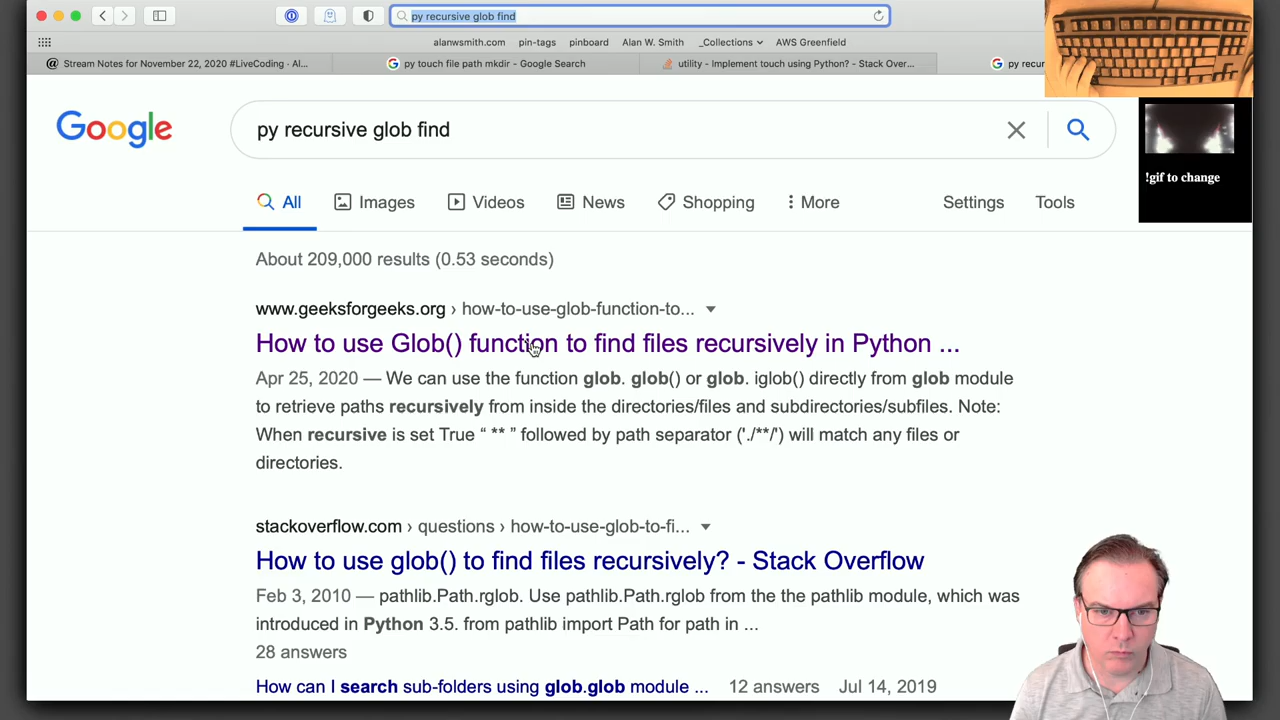 py recursive glob find
alanwsmith.com pin-tags pinboard Alan W. Smith _Collections AWS Greenfield
@ Stream Notes for November 22, 2020 #LiveCoding · Al...
G py touch file path mkdir - Google Search
utility - Implement touch using Python? - Stack Over...
G py recur
Google
py recursive glob find
!gif to change
All Images Videos News Shopping More Settings Tools
About 209,000 results (0.53 seconds)
www.geeksforgeeks.org › how-to-use-glob-function-to...
How to use Glob() function to find files recursively in Python ...
Apr 25, 2020 — We can use the function glob. glob() or glob. iglob() directly from glob module
to retrieve paths recursively from inside the directories/files and subdirectories/subfiles. Note:
When recursive is set True “ ** ” followed by path separator ('./**/') will match any files or
directories.
stackoverflow.com › questions › how-to-use-glob-to-fi...
How to use glob() to find files recursively? - Stack Overflow
Feb 3, 2010 — pathlib.Path.rglob. Use pathlib.Path.rglob from the the pathlib module, which was
introduced in Python 3.5. from pathlib import Path for path in ...
28 answers
How can I search sub-folders using glob.glob module ... 12 answers Jul 14, 2019